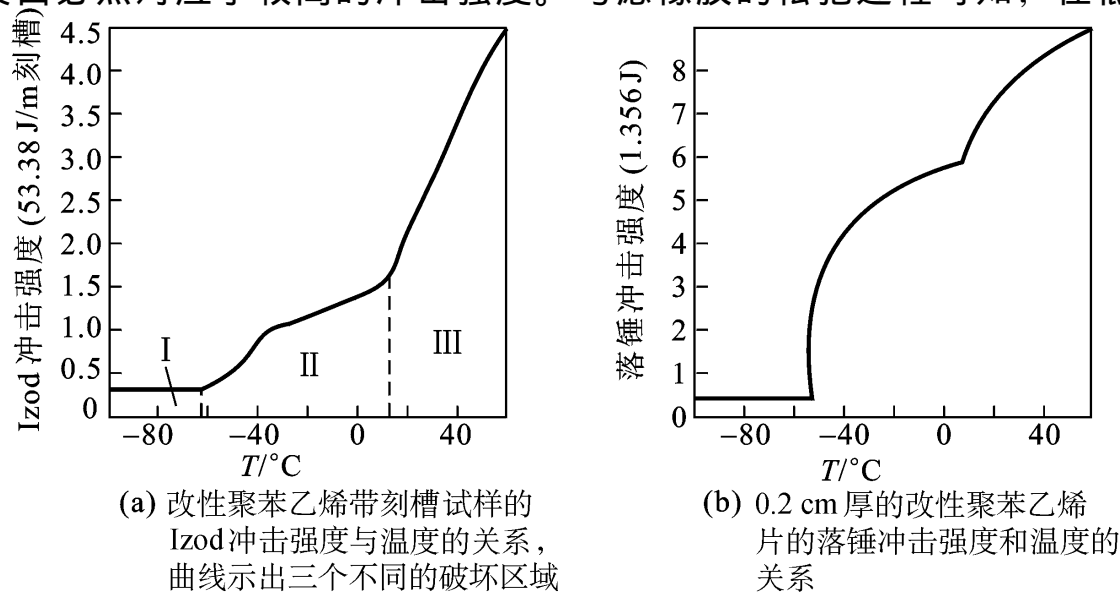 Izod 冲击强度 (53.38 J/m 刻槽)
4.5
4.0
3.5
3.0
2.5
2.0
1.5
1.0
0.5
0
I
II
III
−80 −40 0 40
T/°C
(a) 改性聚苯乙烯带刻槽试样的
Izod冲击强度与温度的关系，
曲线示出三个不同的破坏区域
落锤冲击强度 (1.356 J)
8
7
6
5
4
3
2
1
0
−80 −40 0 40
T/°C
(b) 0.2 cm 厚的改性聚苯乙烯
片的落锤冲击强度和温度的
关系